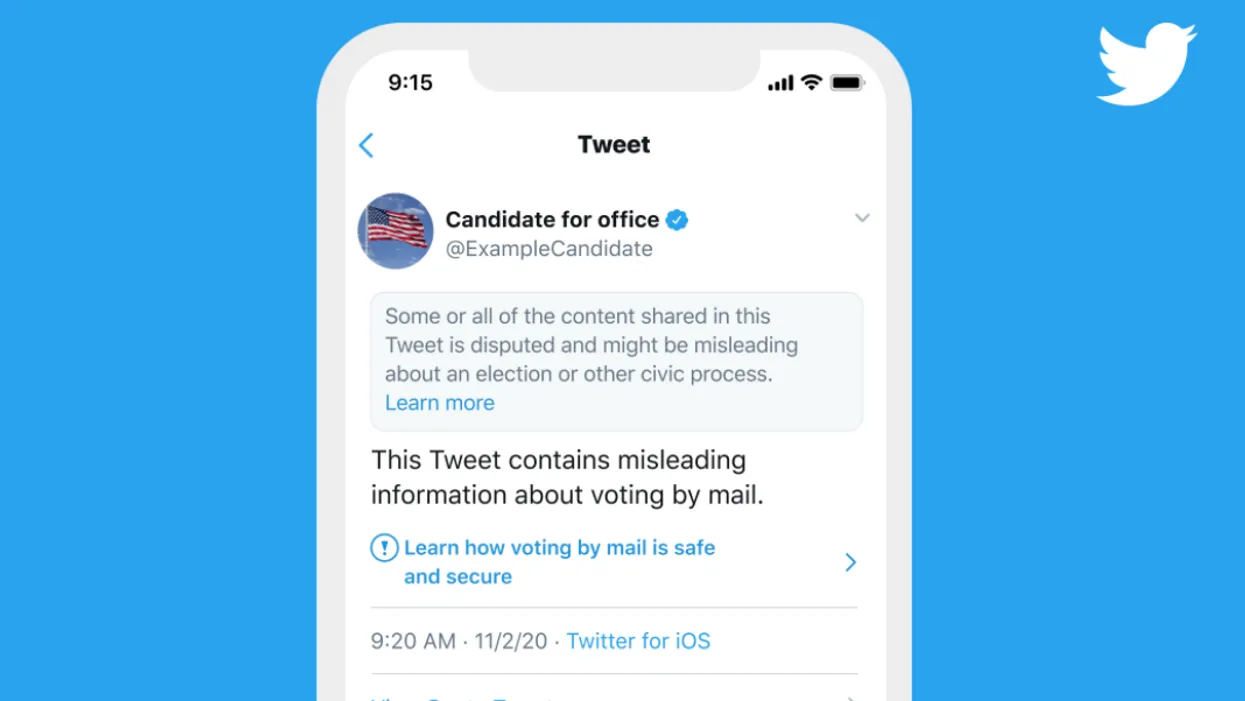 9:15
Tweet
Candidate for office
@ExampleCandidate
Some or all of the content shared in this
Tweet is disputed and might be misleading
about an election or other civic process.
Learn more
This Tweet contains misleading
information about voting by mail.
Learn how voting by mail is safe
and secure
9:20 AM · 11/2/20 · Twitter for iOS